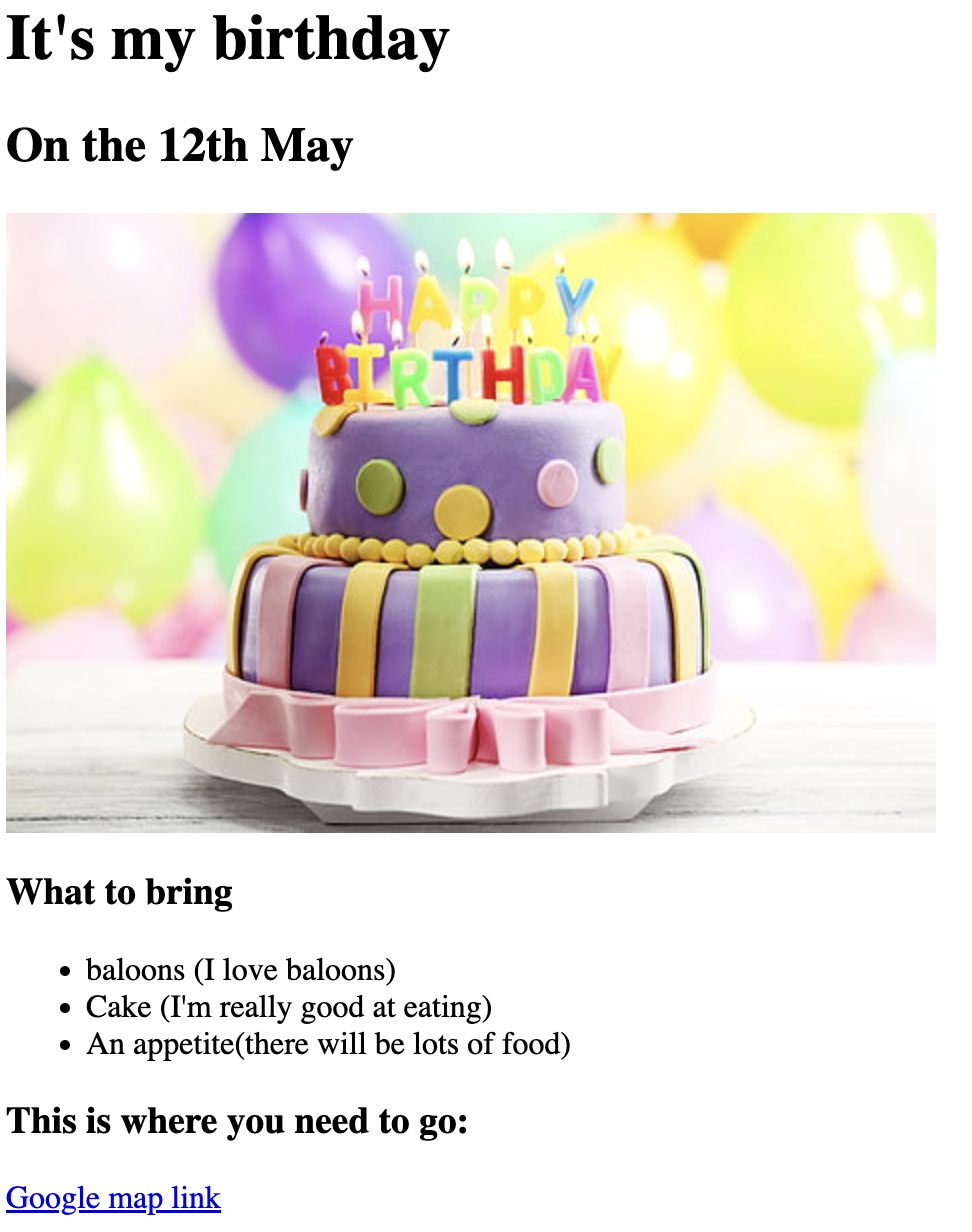 It's my birthday
On the 12th May
HAPPY
BIRTHDAY
What to bring
baloons (I love baloons)
Cake (I'm really good at eating)
An appetite(there will be lots of food)
This is where you need to go:
Google map link